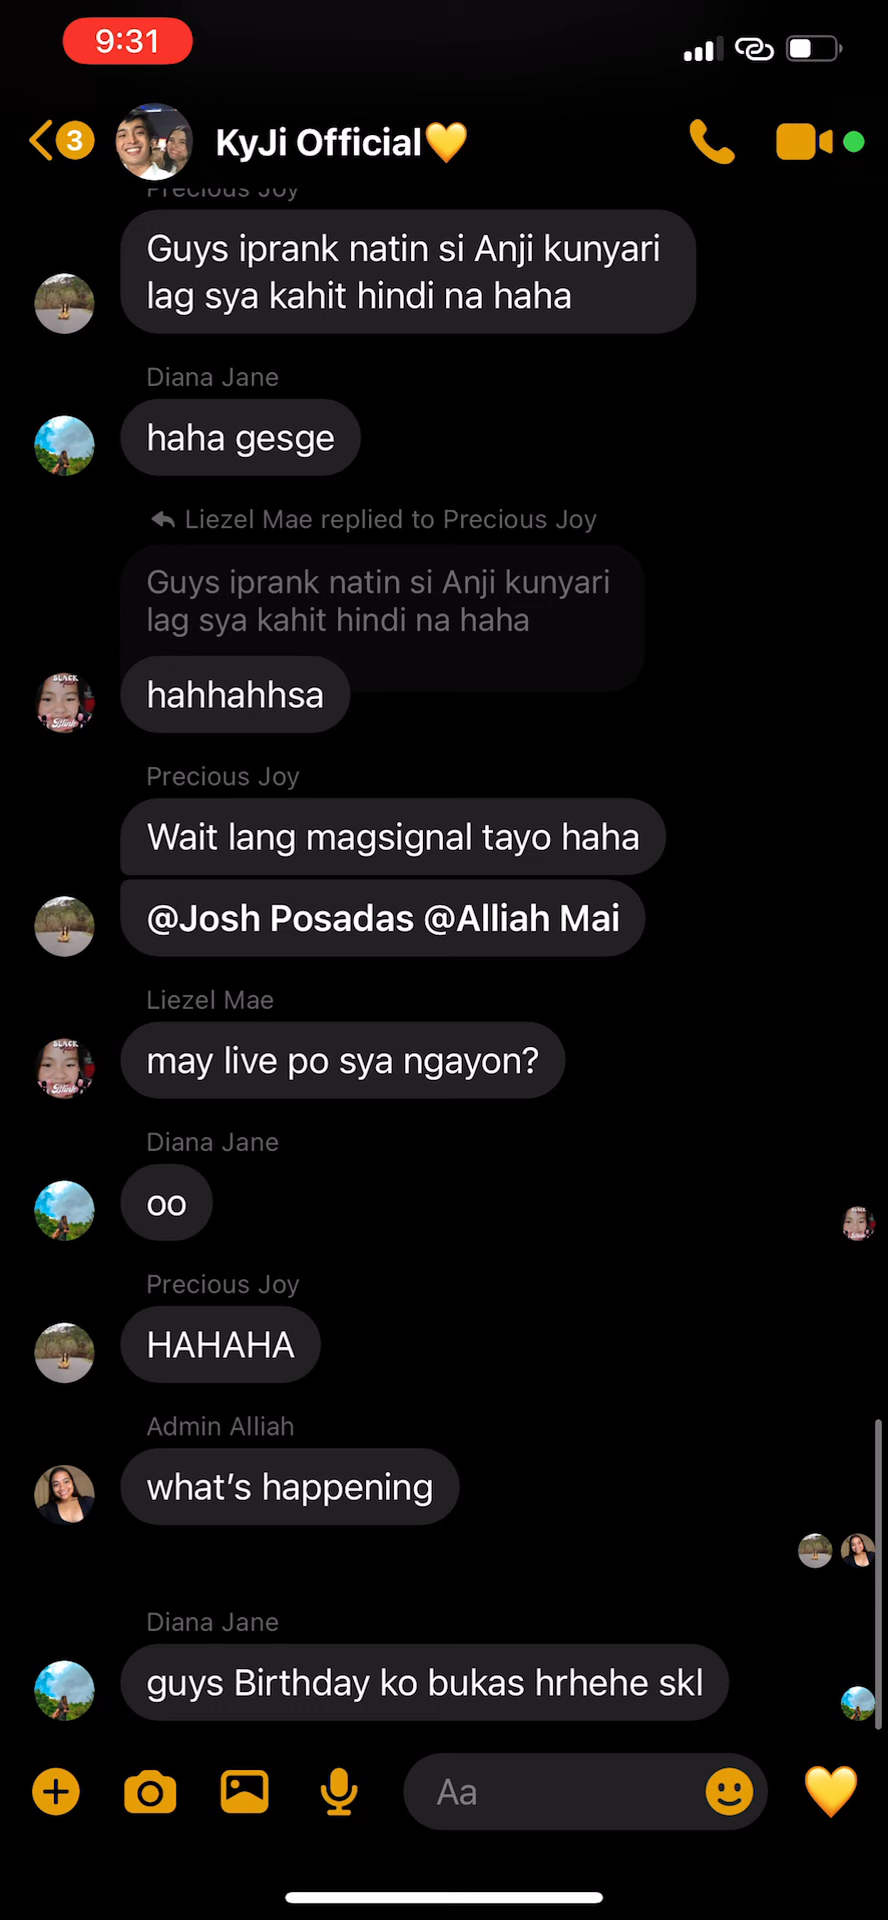 9:31
3
KyJi Official💛
Precious Joy
Guys iprank natin si Anji kunyari
lag sya kahit hindi na haha
Diana Jane
haha gesge
Liezel Mae replied to Precious Joy
Guys iprank natin si Anji kunyari
lag sya kahit hindi na haha
hahhahhsa
Precious Joy
Wait lang magsignal tayo haha
@Josh Posadas @Alliah Mai
Liezel Mae
may live po sya ngayon?
Diana Jane
oo
Precious Joy
HAHAHA
Admin Alliah
what's happening
Diana Jane
guys Birthday ko bukas hrhehe skl
Aa